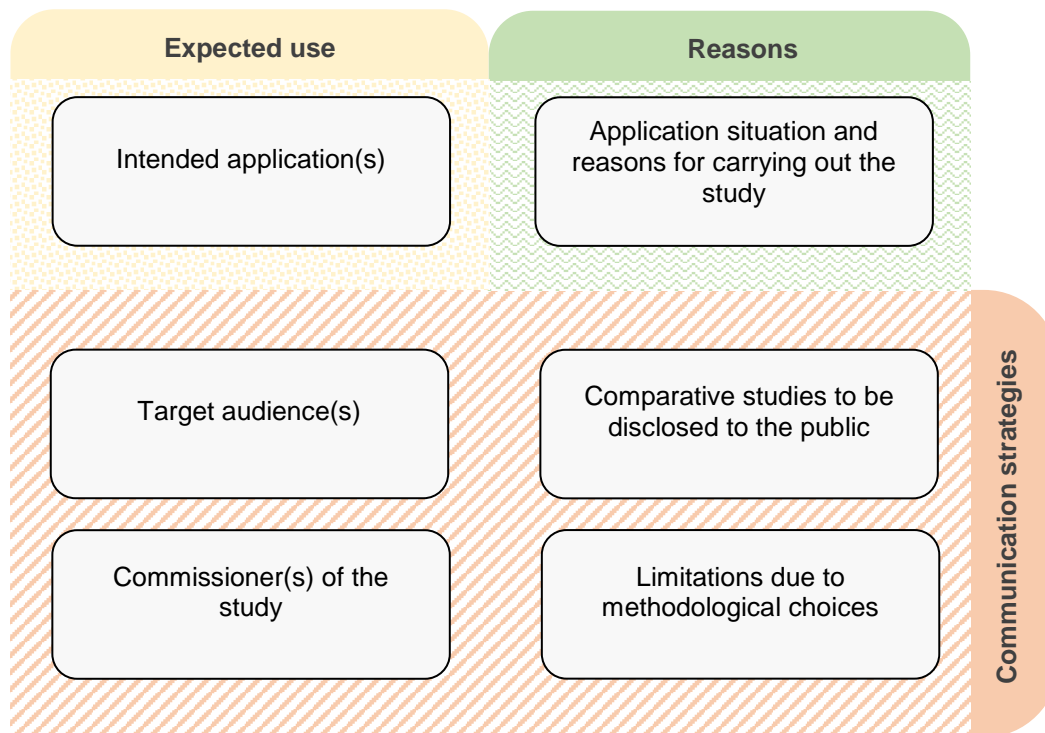 Expected use
Reasons
Intended application(s)
Application situation and
reasons for carrying out the
study
Target audience(s)
Comparative studies to be
disclosed to the public
Commissioner(s) of the
study
Limitations due to
methodological choices
Communication strategies